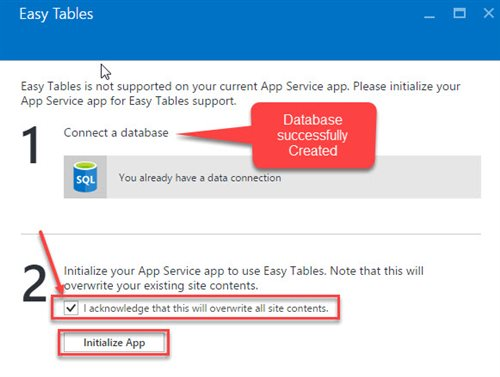 Easy Tables
Easy Tables is not supported on your current App Service app. Please initialize your
App Service app for Easy Tables support.
1
Connect a database
Database
successfully
Created
SQL
You already have a data connection
2
Initialize your App Service app to use Easy Tables. Note that this will
overwrite your existing site contents.
I acknowledge that this will overwrite all site contents.
Initialize App